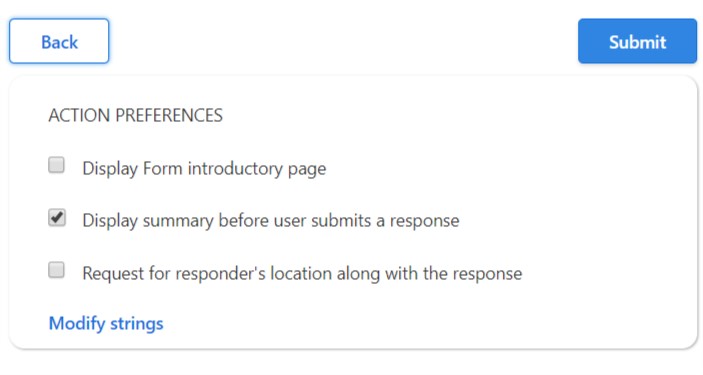 Back
Submit
ACTION PREFERENCES
Display Form introductory page
Display summary before user submits a response
Request for responder's location along with the response
Modify strings